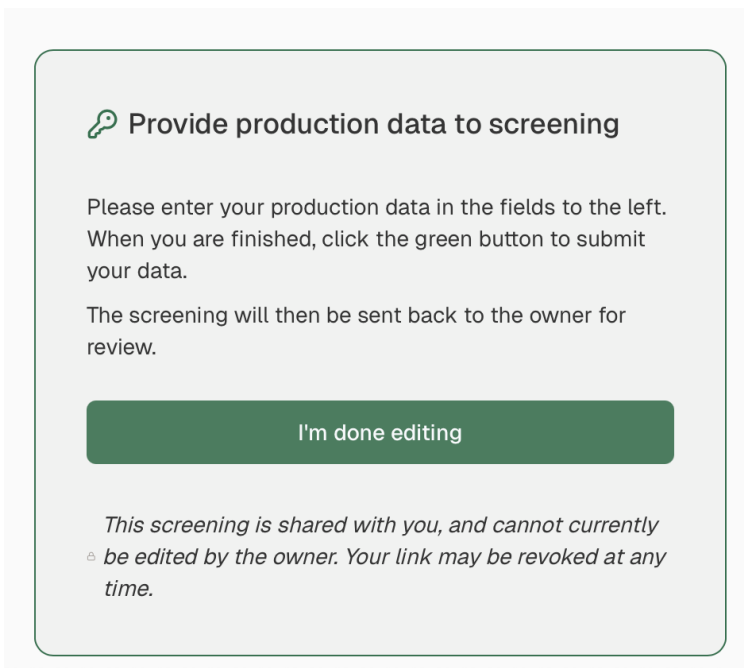 Provide production data to screening
Please enter your production data in the fields to the left.
When you are finished, click the green button to submit
your data.
The screening will then be sent back to the owner for
review.
I'm done editing
This screening is shared with you, and cannot currently
be edited by the owner. Your link may be revoked at any
time.